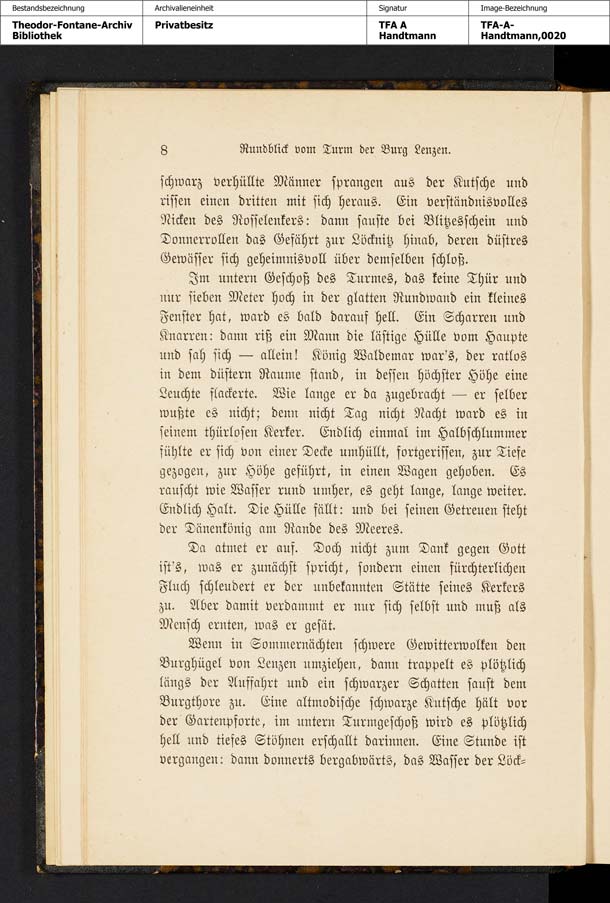 Bestandsbezeichnung
Theodor-Fontane-Archiv
Bibliothek
Archivalieneinheit
Privatbesitz
Signatur
TFA A
Handtmann
Image-Bezeichnung
TFA-A-
Handtmann,0020
8 Rundblick vom Turm der Burg Lenzen.
schwarz verhüllte Männer sprangen aus der Kutsche und
rissen einen dritten mit sich heraus. Ein verständnisvolles
Nicken des Rosselenkers: dann sauste bei Blitzesschein und
Donnerrollen das Gefährt zur Löcknitz hinab, deren düstres
Gewässer sich geheimnisvoll über demselben schloß.
Im untern Geschoß des Turmes, das keine Thür und
nur sieben Meter hoch in der glatten Rundwand ein kleines
Fenster hat, ward es bald darauf hell. Ein Scharren und
Knarren: dann riß ein Mann die lästige Hülle vom Haupte
und sah sich — allein! König Waldemar war's, der ratlos
in dem düstern Raume stand, in dessen höchster Höhe eine
Leuchte flackerte. Wie lange er da zugebracht — er selber
wußte es nicht; denn nicht Tag nicht Nacht ward es in
seinem thürlosen Kerker. Endlich einmal im Halbschlummer
fühlte er sich von einer Decke umhüllt, fortgerissen, zur Tiefe
gezogen, zur Höhe geführt, in einen Wagen gehoben. Es
rauscht wie Wasser rund umher, es geht lange, lange weiter.
Endlich Halt. Die Hülle fällt: und bei seinen Getreuen steht
der Dänenkönig am Rande des Meeres.
Da atmet er auf. Doch nicht zum Dank gegen Gott
ist's, was er zunächst spricht, sondern einen fürchterlichen
Fluch schleudert er der unbekannten Stätte seines Kerkers
zu. Aber damit verdammt er nur sich selbst und muß als
Mensch ernten, was er gesät.
Wenn in Sommernächten schwere Gewitterwolken den
Burghügel von Lenzen umziehen, dann trappelt es plötzlich
längs der Auffahrt und ein schwarzer Schatten saust dem
Burgthore zu. Eine altmodische schwarze Kutsche hält vor
der Gartenpforte, im untern Turmgeschoß wird es plötzlich
hell und tiefes Stöhnen erschallt darinnen. Eine Stunde ist
vergangen: dann donnerts bergabwärts, das Wasser der Löck-